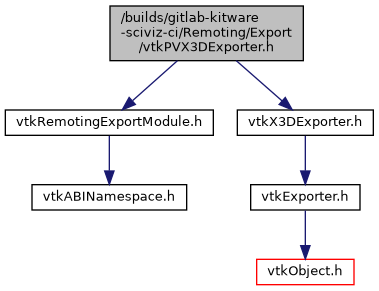 /builds/gitlab-kitware
-sciviz-ci/Remoting/Export
/vtkPVX3DExporter.h
vtkRemotingExportModule.h
vtkX3DExporter.h
vtkABINamespace.h
vtkExporter.h
vtkObject.h